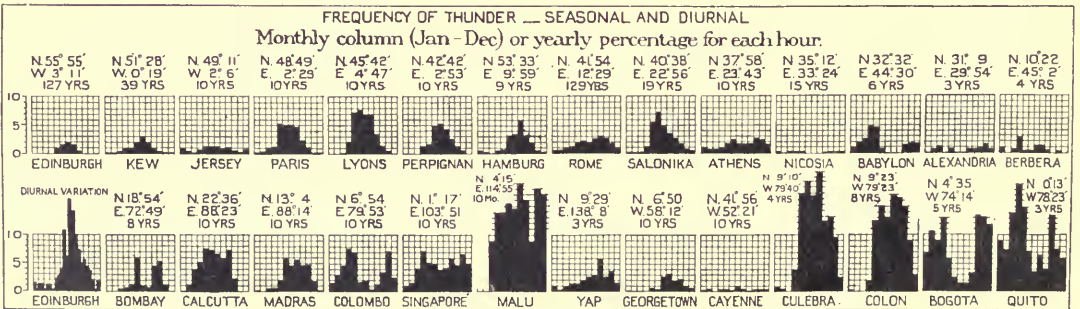 FREQUENCY OF THUNDER __ SEASONAL AND DIURNAL
Monthly column (Jan-Dec) or yearly percentage for each hour.
N.55° 55' N.51° 28' N.49° 11' N.48°49' N.45°42' N.42°42' N 53°33' N. 41°54 N. 40°38' N 37°58' N.35° 12' N 32°32' N. 31° 9 N. 10°22
W 3° 11' W. 0° 19' W. 2° 6' E. 2°29' E. 4° 47' E. 2°53' E. 9° 59' E. 12°29' E. 22°56' E. 23°43' E.33°24' E 44°30' E. 29°54' E.45° 2'
127 YRS 39 YRS 10 YRS 10 YRS 10 YRS 10 YRS 9 YRS 129 YRS 19 YRS 10 YRS 15 YRS 6 YRS 3 YRS 4 YRS
10
5
0
EDINBURGH KEW JERSEY PARIS LYONS PERPIGNAN HAMBURG ROME SALONIKA ATHENS NICOSIA BABYLON ALEXANDRIA BERBERA
DIURNAL VARIATION N 18°54' N. 22°36' N.13° 4 N 6° 54 N. 1° 17' N 4°15' N 9°29' N. 6°50 N. 41°56 N 9°10' N 9°23' N 4°35 N 0°13'
E. 72°49' E 88°23' E. 88°14' E. 79°53 E103° 51 E.114°55' E.138° 8' W.58°12' W.52°21' W 79°40' W 79°23' W 74°14' W78°23'
8 YRS 10 YRS 10 YRS 10 YRS 10 YRS 10 Mo. 3 YRS 10 YRS 10 YRS 4 YRS 8 YRS 5 YRS 3 YRS
10
5
0
EDINBURGH BOMBAY CALCUTTA MADRAS COLOMBO SINGAPORE MALU YAP GEORGETOWN CAYENNE CULEBRA. COLON BOGOTA QUITO